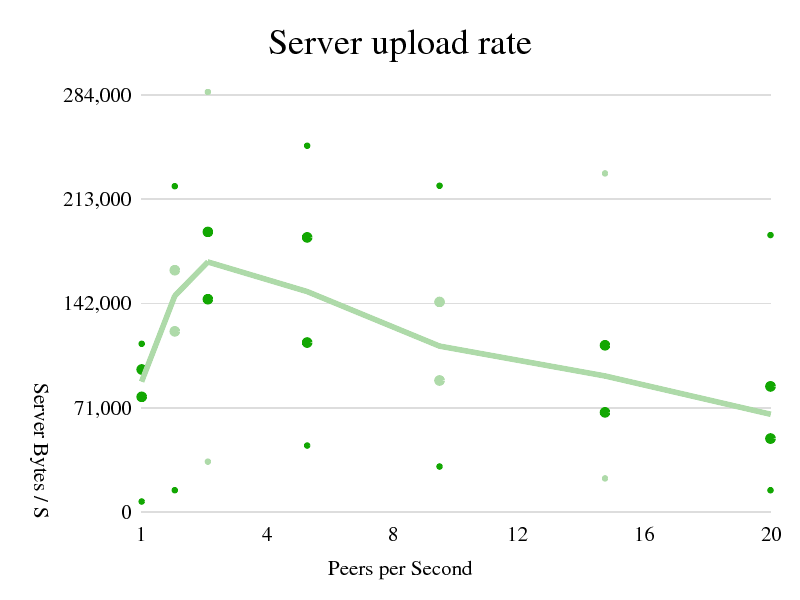 Server upload rate
284,000
213,000
142,000
71,000
0
Server Bytes / S
1 4 8 12 16 20
Peers per Second